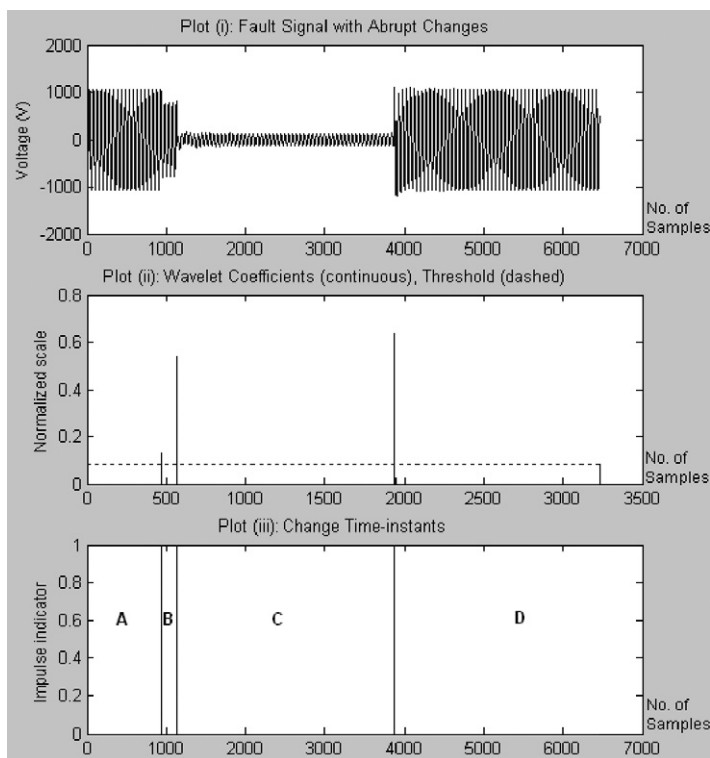 Plot (i): Fault Signal with Abrupt Changes
2000
1000
0
-1000
-2000
Voltage (V)
0 1000 2000 3000 4000 5000 6000 7000
No. of
Samples
Plot (ii): Wavelet Coefficients (continuous), Threshold (dashed)
0.8
0.6
0.4
0.2
0
Normalized scale
0 500 1000 1500 2000 2500 3000 3500
No. of
Samples
Plot (iii): Change Time-instants
1
0.8
0.6
0.4
0.2
0
Impulse indicator
A B C D
0 1000 2000 3000 4000 5000 6000 7000
No. of
Samples